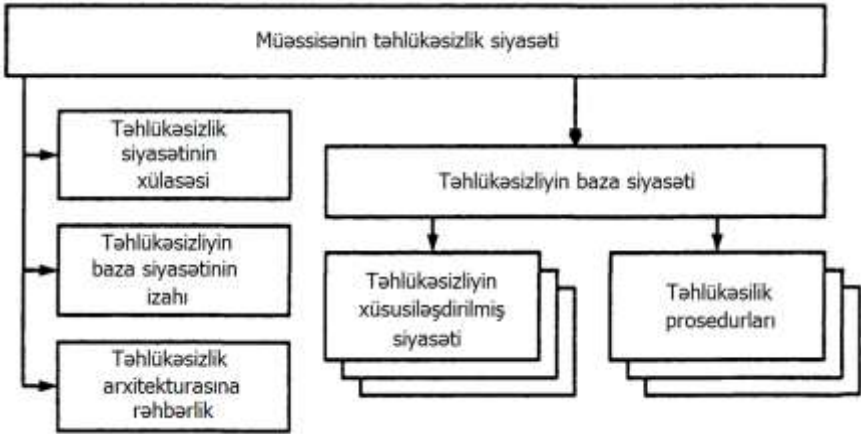 Müəssisənin təhlükəsizlik siyasəti
Təhlükəsizlik
siyasətinin
xülasəsi
Təhlükəsizliyin
baza siyasətinin
izahı
Təhlükəsizlik
arxitekturasına
rəhbərlik
Təhlükəsizliyin baza siyasəti
Təhlükəsizliyin
xüsusiləşdirilmiş
siyasəti
Təhlükəsilik
prosedurları